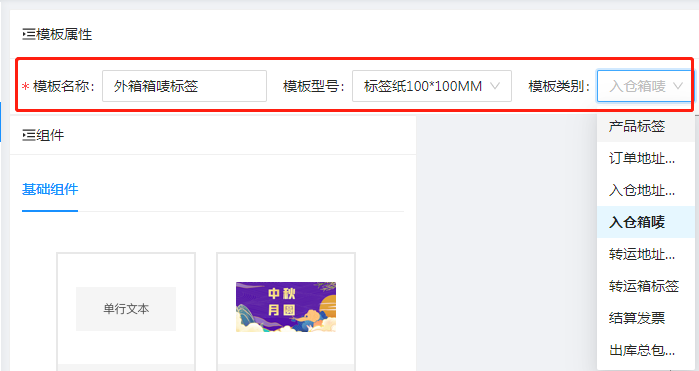 模板属性
* 模板名称: 外箱箱唛标签 模板型号: 标签纸100*100MM 模板类别: 入仓箱唛
产品标签
组件
订单地址...
基础组件
入仓地址...
入仓箱唛
转运地址...
转运箱标签
单行文本
中秋
月圆
结算发票
出库总包...